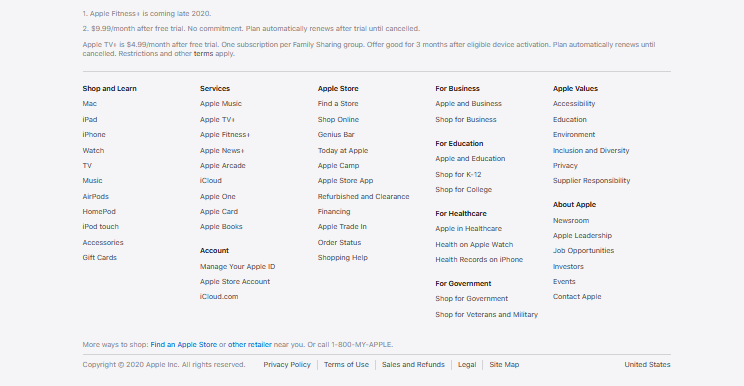 1. Apple Fitness+ is coming late 2020.
2. $9.99/month after free trial. No commitment. Plan automatically renews after trial until cancelled.
Apple TV+ is $4.99/month after free trial. One subscription per Family Sharing group. Offer good for 3 months after eligible device activation. Plan automatically renews until
cancelled. Restrictions and other terms apply.
Shop and Learn
Mac
iPad
iPhone
Watch
TV
Music
AirPods
HomePod
iPod touch
Accessories
Gift Cards
Services
Apple Music
Apple TV+
Apple Fitness+
Apple News+
Apple Arcade
iCloud
Apple One
Apple Card
Apple Books
Account
Manage Your Apple ID
Apple Store Account
iCloud.com
Apple Store
Find a Store
Shop Online
Genius Bar
Today at Apple
Apple Camp
Apple Store App
Refurbished and Clearance
Financing
Apple Trade In
Order Status
Shopping Help
For Business
Apple and Business
Shop for Business
For Education
Apple and Education
Shop for K-12
Shop for College
For Healthcare
Apple in Healthcare
Health on Apple Watch
Health Records on iPhone
For Government
Shop for Government
Shop for Veterans and Military
Apple Values
Accessibility
Education
Environment
Inclusion and Diversity
Privacy
Supplier Responsibility
About Apple
Newsroom
Apple Leadership
Job Opportunities
Investors
Events
Contact Apple
More ways to shop: Find an Apple Store or other retailer near you. Or call 1-800-MY-APPLE.
Copyright © 2020 Apple Inc. All rights reserved. Privacy Policy | Terms of Use | Sales and Refunds | Legal | Site Map United States